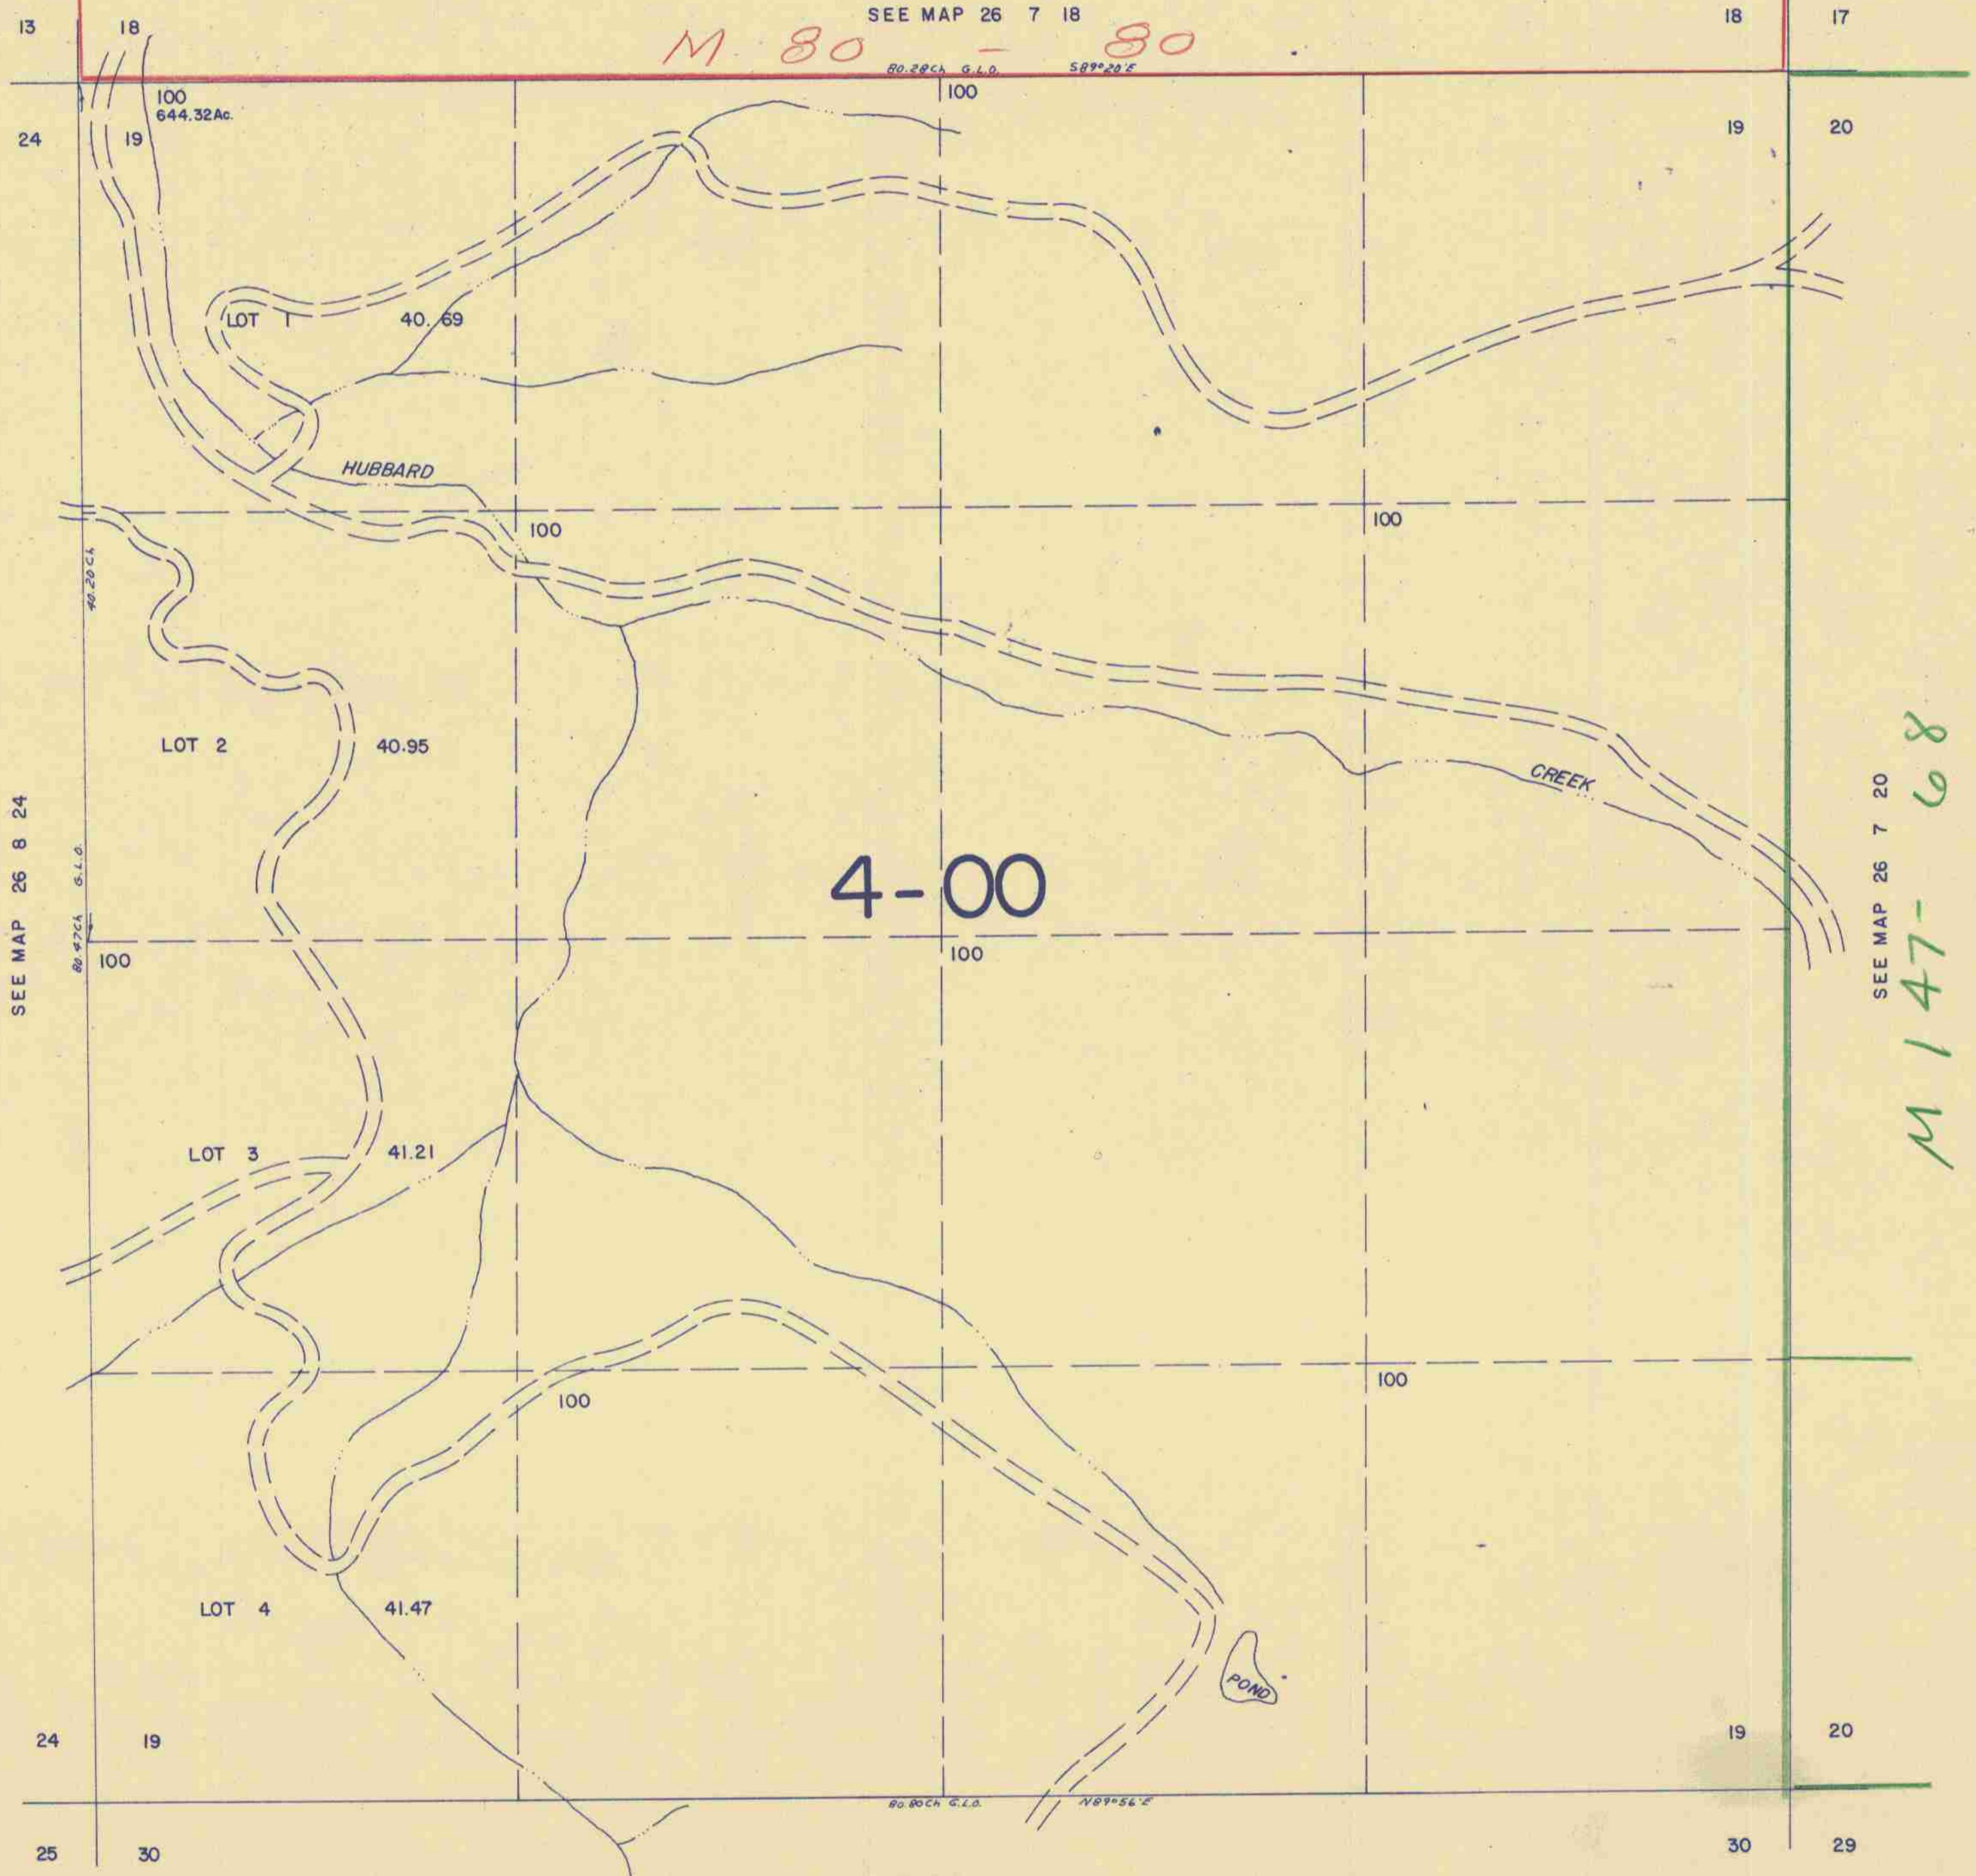 SEE MAP 26 7 18
13 18 18 17
M 80 - 80
80.28Ch G.L.O. S89°20'E
100 100
644.32Ac.
24 19 19 20
LOT 1 40.69
HUBBARD
100 100
40.20 Ch
LOT 2 40.95
CREEK
SEE MAP 26 8 24
4-00
SEE MAP 26 7 20
M 147- 68
80.47Ch G.L.O.
100 100
LOT 3 41.21
100 100
LOT 4 41.47
POND
24 19 19 20
80.80Ch G.L.O. N89°56'E
25 30 30 29